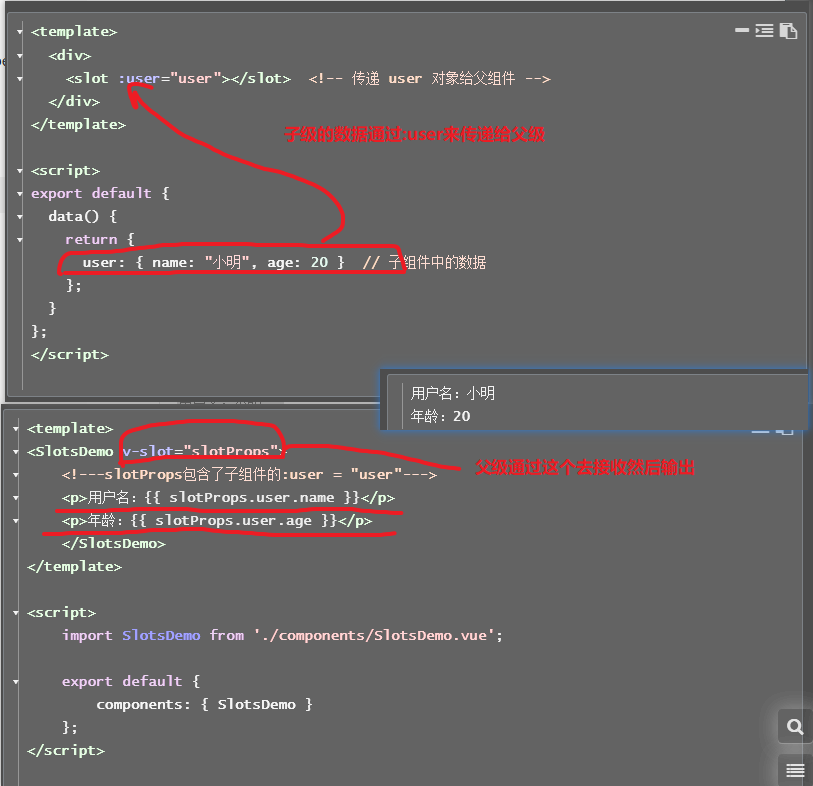 <template>
<div>
<slot :user="user"></slot> <!-- 传递 user 对象给父组件 -->
</div>
</template>
子级的数据通过:user来传递给父级
<script>
export default {
data() {
return {
user: { name: "小明", age: 20 } // 子组件中的数据
};
}
};
</script>
用户名：小明
年龄：20
<template>
<SlotsDemo v-slot="slotProps">
<!---slotProps包含了子组件的:user = "user"--->
父级通过这个去接收然后输出
<p>用户名：{{ slotProps.user.name }}</p>
<p>年龄：{{ slotProps.user.age }}</p>
</SlotsDemo>
</template>
<script>
import SlotsDemo from './components/SlotsDemo.vue';
export default {
components: { SlotsDemo }
};
</script>